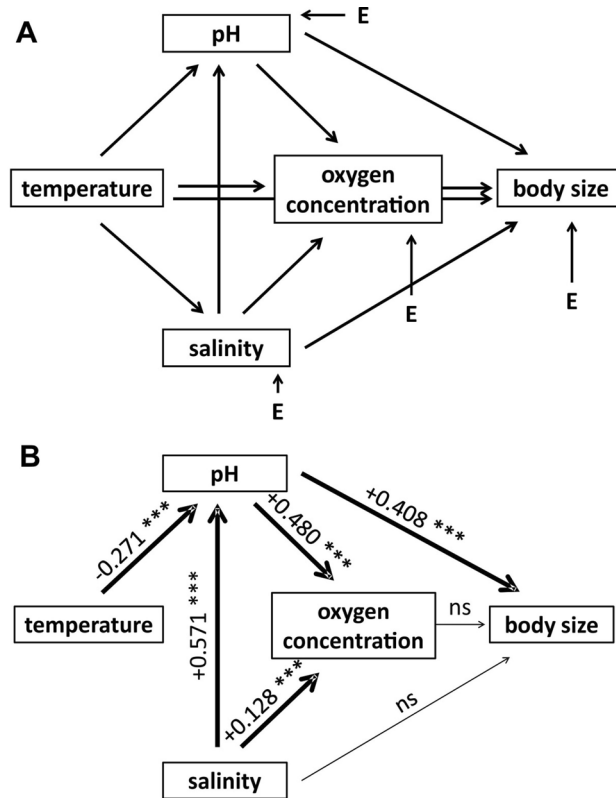 A
E
pH
temperature
oxygen
concentration
body size
E
E
salinity
E
B
pH
-0.271 ***
+0.571 ***
+0.480 ***
+0.408 ***
temperature
oxygen
concentration
ns
body size
+0.128 ***
ns
salinity